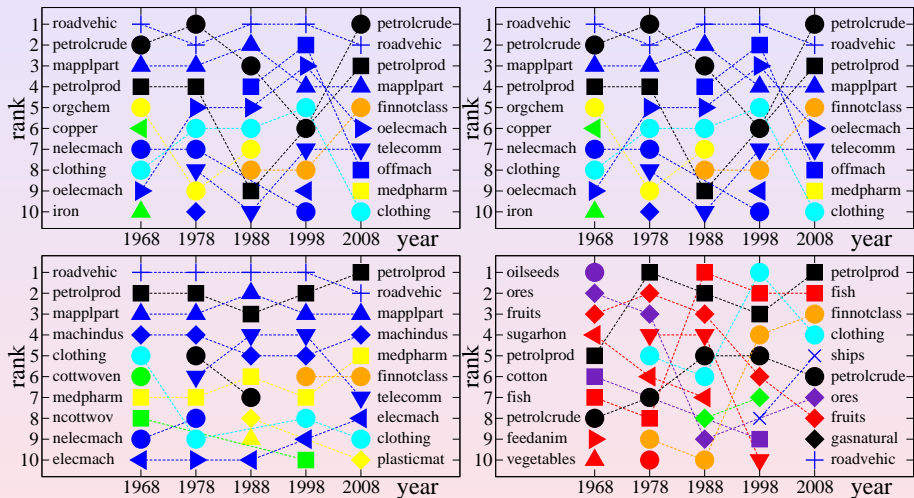 1 roadvehic petrolcrude
2 petrolcrude roadvehic
3 mapplpart petrolprod
4 petrolprod mapplpart
5 orgchem finnotclass
6 copper oelecmach
7 nelecmach telecomm
8 clothing offmach
9 oelecmach medpharm
10 iron clothing
rank
1968 1978 1988 1998 2008 year
1 roadvehic petrolcrude
2 petrolcrude roadvehic
3 mapplpart petrolprod
4 petrolprod mapplpart
5 orgchem finnotclass
6 copper oelecmach
7 nelecmach telecomm
8 clothing offmach
9 oelecmach medpharm
10 iron clothing
rank
1968 1978 1988 1998 2008 year
1 roadvehic petrolprod
2 petrolprod roadvehic
3 mapplpart mapplpart
4 machindus machindus
5 clothing medpharm
6 cottwoven finnotclass
7 medpharm telecomm
8 ncottwov elecmach
9 nelecmach clothing
10 elecmach plasticmat
rank
1968 1978 1988 1998 2008 year
1 oilseeds petrolprod
2 ores fish
3 fruits finnotclass
4 sugarhon clothing
5 petrolprod ships
6 cotton petrolcrude
7 fish ores
8 petrolcrude fruits
9 feedanim gasnatural
10 vegetables roadvehic
rank
1968 1978 1988 1998 2008 year